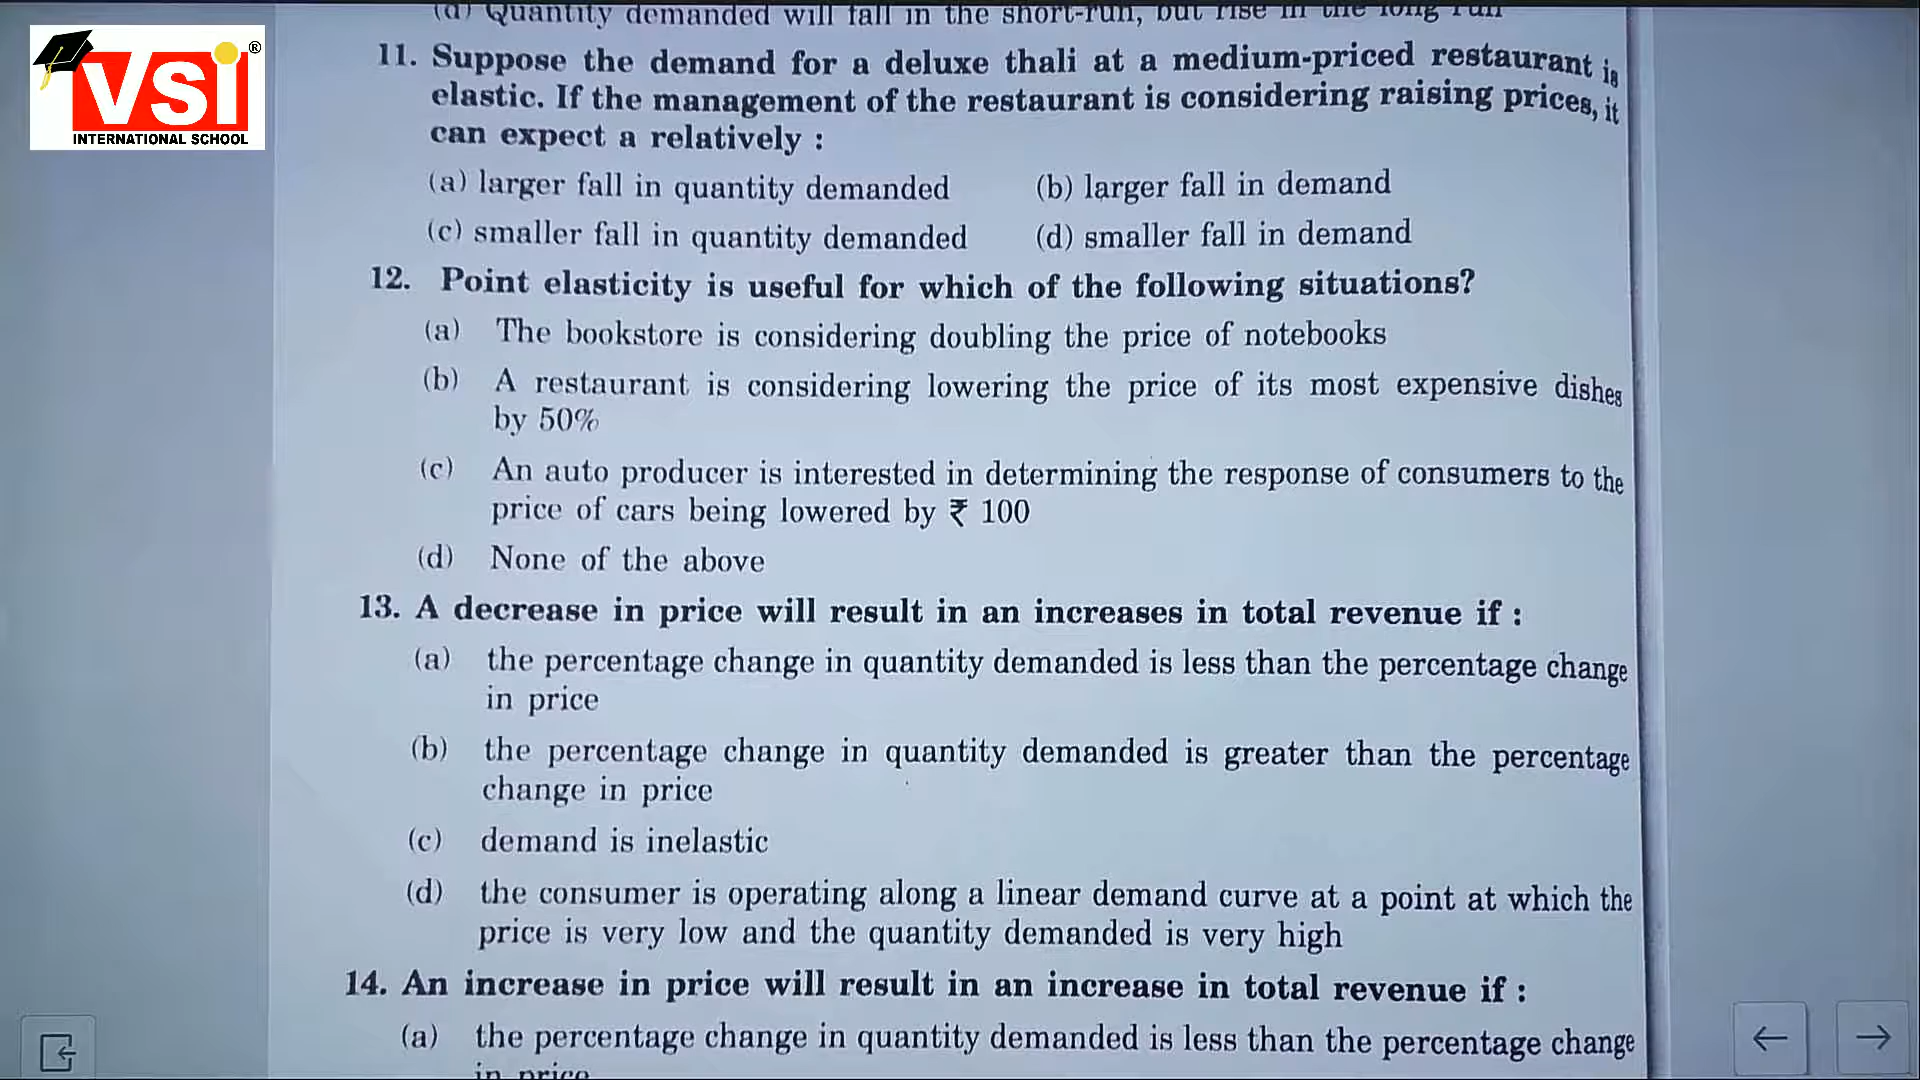 (d) Quantity demanded will fall in the short-run, but rise in the long run
VSI ®
INTERNATIONAL SCHOOL
11. Suppose the demand for a deluxe thali at a medium-priced restaurant is
elastic. If the management of the restaurant is considering raising prices, it
can expect a relatively :
(a) larger fall in quantity demanded (b) larger fall in demand
(c) smaller fall in quantity demanded (d) smaller fall in demand
12. Point elasticity is useful for which of the following situations?
(a) The bookstore is considering doubling the price of notebooks
(b) A restaurant is considering lowering the price of its most expensive dishes
by 50%
(c) An auto producer is interested in determining the response of consumers to the
price of cars being lowered by ₹ 100
(d) None of the above
13. A decrease in price will result in an increases in total revenue if :
(a) the percentage change in quantity demanded is less than the percentage change
in price
(b) the percentage change in quantity demanded is greater than the percentage
change in price
(c) demand is inelastic
(d) the consumer is operating along a linear demand curve at a point at which the
price is very low and the quantity demanded is very high
14. An increase in price will result in an increase in total revenue if :
(a) the percentage change in quantity demanded is less than the percentage change
in price